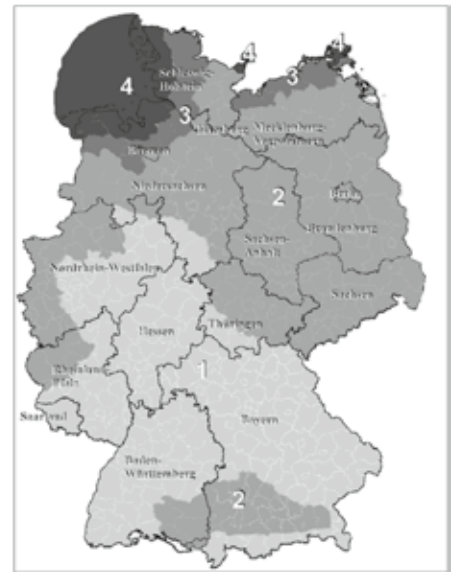 4
4
4
Schleswig-
Holstein
3
3
Hamburg
Mecklenburg-
Vorpommern
Bremen
Niedersachsen
2
Berlin
Brandenburg
Sachsen-
Anhalt
Nordrhein-Westfalen
Sachsen
Hessen
Thüringen
Rheinland-
Pfalz
1
Saarland
Bayern
Baden-
Württemberg
2